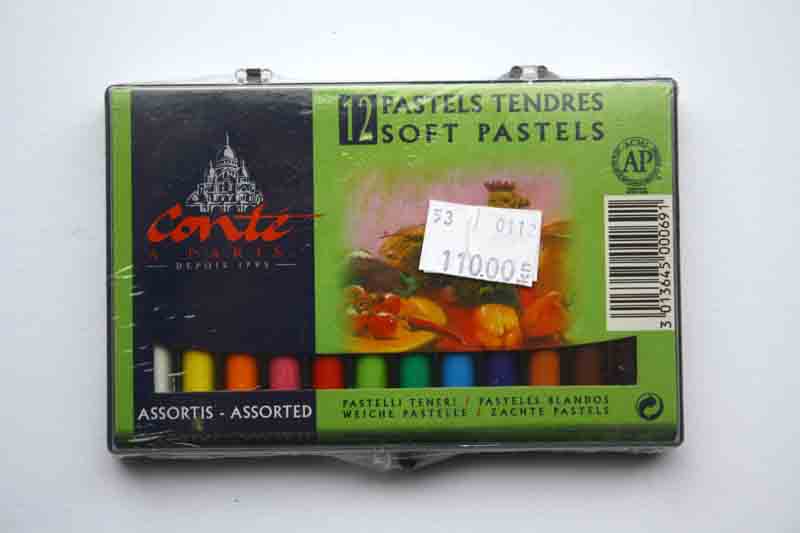 12 PASTELS TENDRES
SOFT PASTELS
Conté
A PARIS
DEPUIS 1795
ACMI
AP
53 0112
110.00
3 013645 000691
ASSORTIS - ASSORTED
PASTELLI TENERI / PASTELES BLANDOS
WEICHE PASTELLE / ZACHTE PASTELS